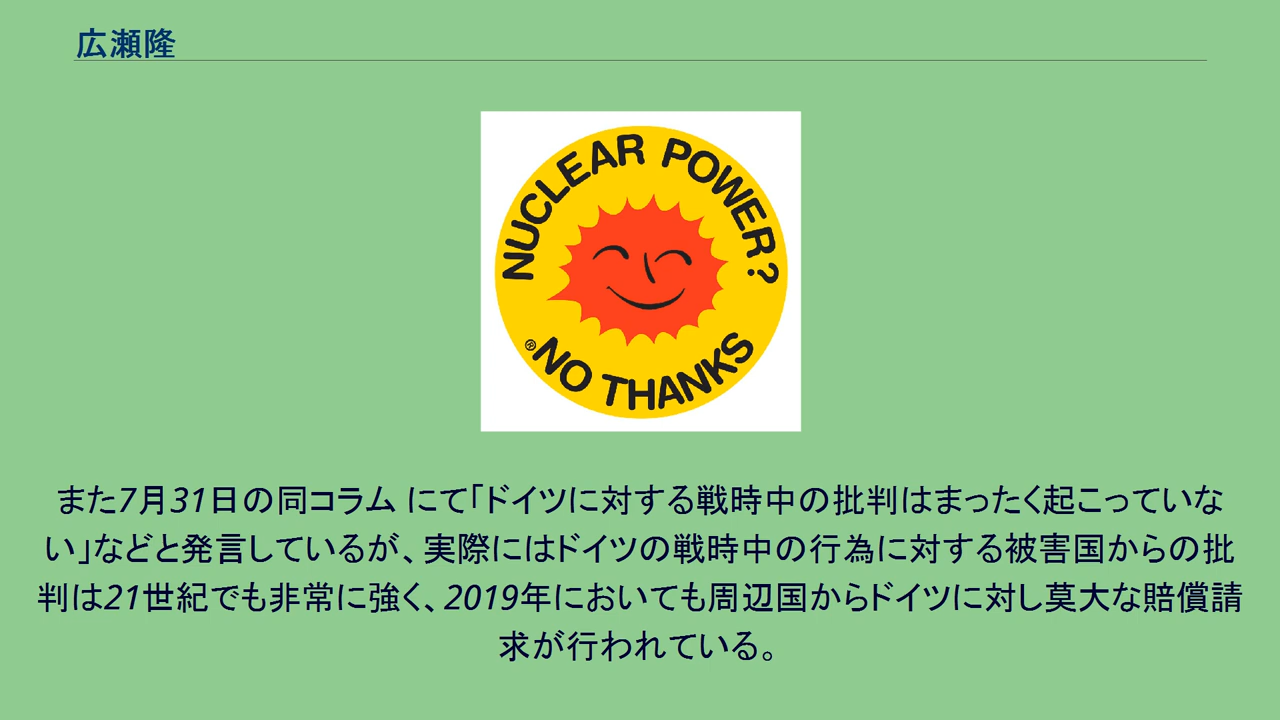 広瀬隆
NUCLEAR POWER?
®NO THANKS
また7月31日の同コラム にて「ドイツに対する戦時中の批判はまったく起こっていな
い」などと発言しているが、実際にはドイツの戦時中の行為に対する被害国からの批
判は21世紀でも非常に強く、2019年においても周辺国からドイツに対し莫大な賠償請
求が行われている。